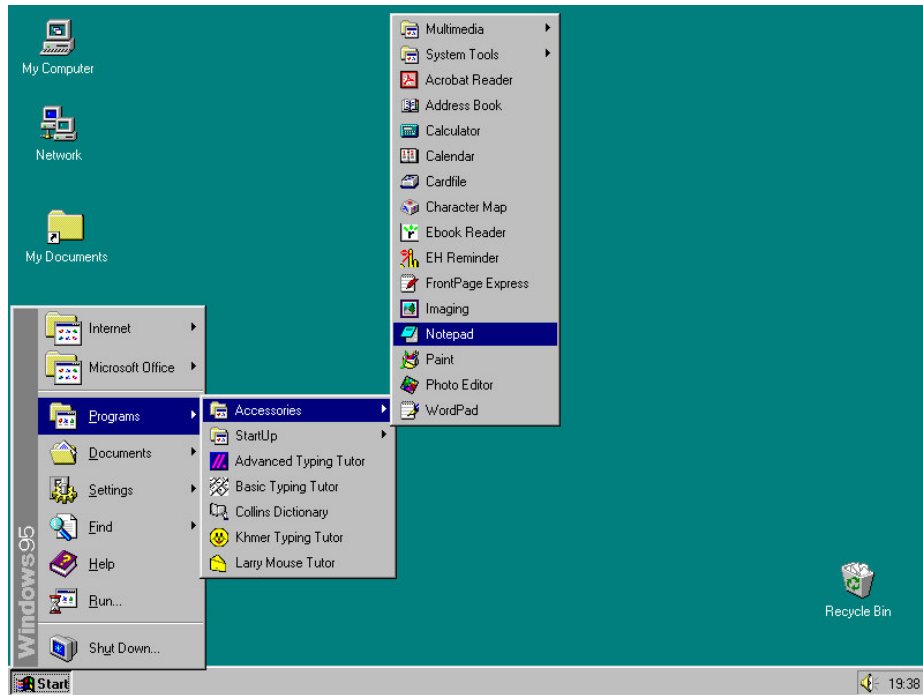 My Computer
Network
My Documents
Multimedia
System Tools
Acrobat Reader
Address Book
Calculator
Calendar
Cardfile
Character Map
Ebook Reader
EH Reminder
FrontPage Express
Imaging
Notepad
Paint
Photo Editor
WordPad
Internet
Microsoft Office
Programs
Documents
Settings
Find
Help
Run...
Shut Down...
Windows95
Accessories
StartUp
Advanced Typing Tutor
Basic Typing Tutor
Collins Dictionary
Khmer Typing Tutor
Larry Mouse Tutor
Recycle Bin
Start
19:38